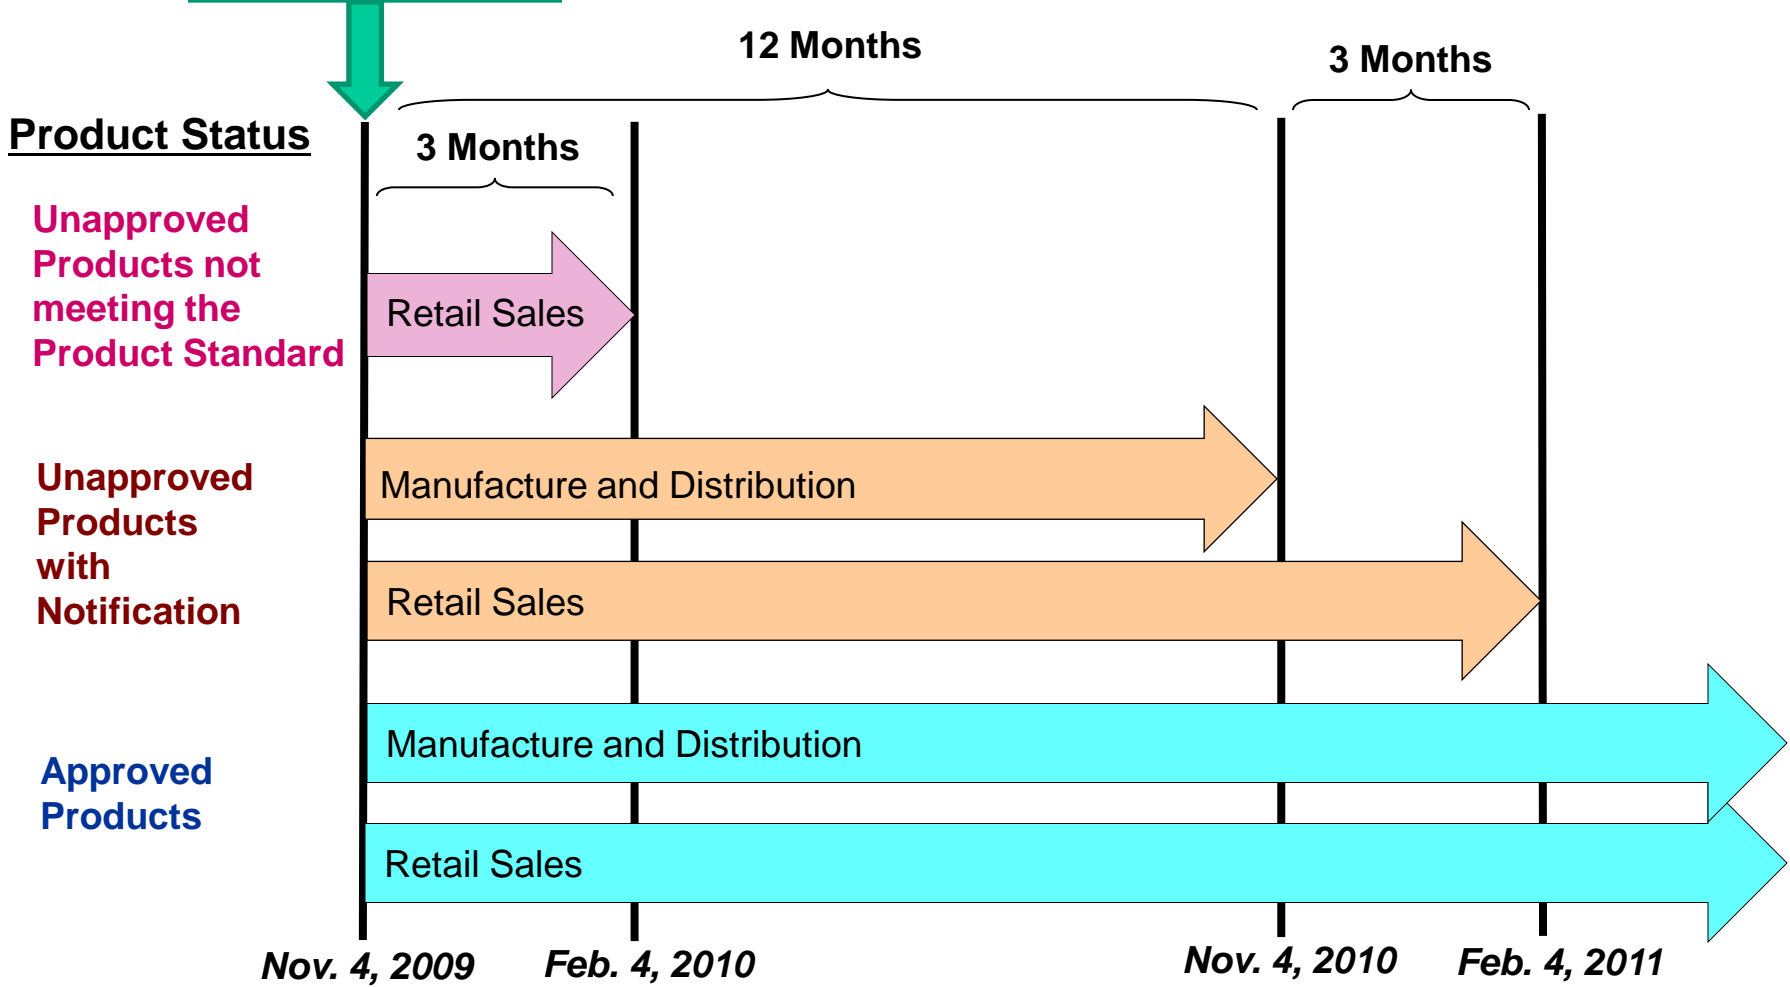 12 Months
3 Months
Product Status
3 Months
Unapproved
Products not
meeting the
Product Standard
Retail Sales
Unapproved
Products
with
Notification
Manufacture and Distribution
Retail Sales
Approved
Products
Manufacture and Distribution
Retail Sales
Nov. 4, 2009
Feb. 4, 2010
Nov. 4, 2010
Feb. 4, 2011